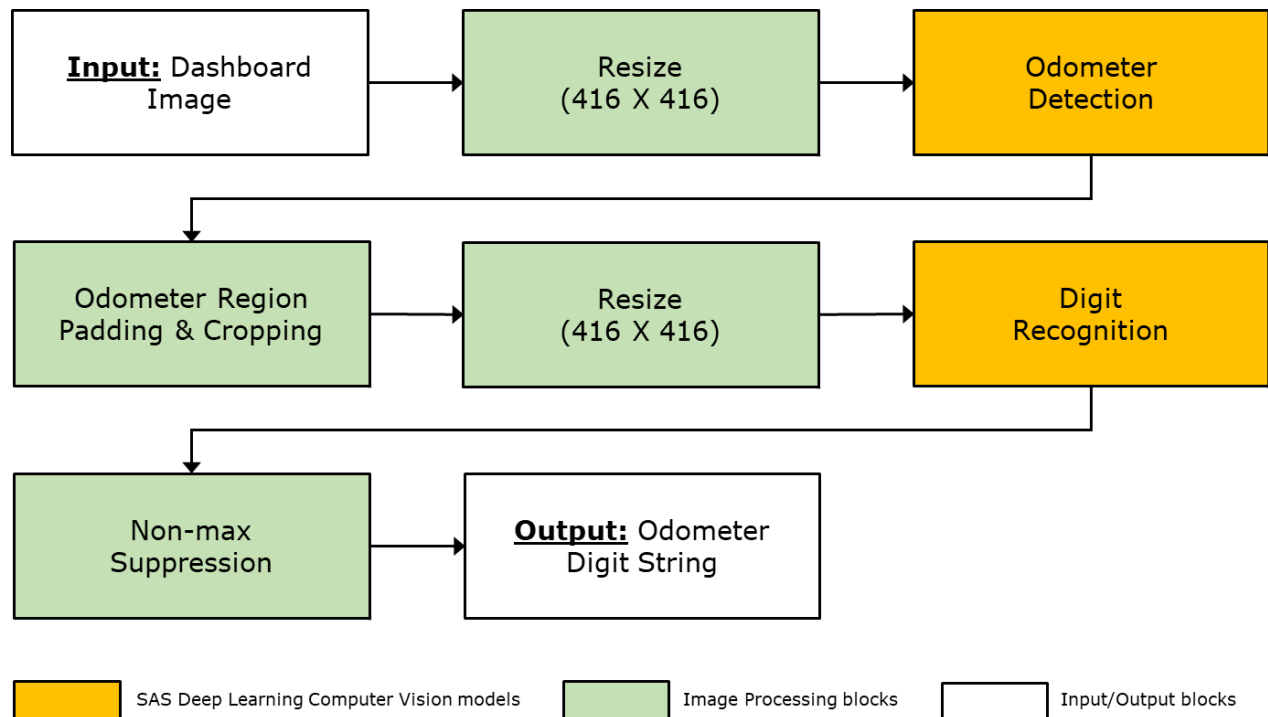 Input: Dashboard
Image
Resize
(416 X 416)
Odometer
Detection
Odometer Region
Padding & Cropping
Resize
(416 X 416)
Digit
Recognition
Non-max
Suppression
Output: Odometer
Digit String
SAS Deep Learning Computer Vision models
Image Processing blocks
Input/Output blocks